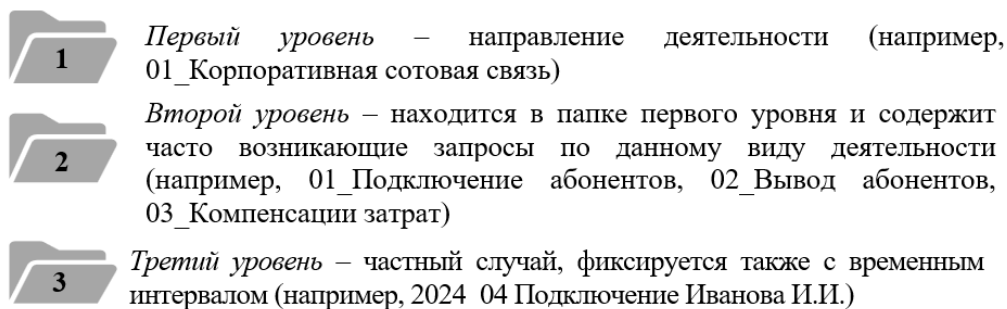 1
Первый уровень – направление деятельности (например,
01_Корпоративная сотовая связь)
2
Второй уровень – находится в папке первого уровня и содержит
часто возникающие запросы по данному виду деятельности
(например, 01_Подключение абонентов, 02_Вывод абонентов,
03_Компенсации затрат)
3
Третий уровень – частный случай, фиксируется также с временным
интервалом (например, 2024_04 Подключение Иванова И.И.)